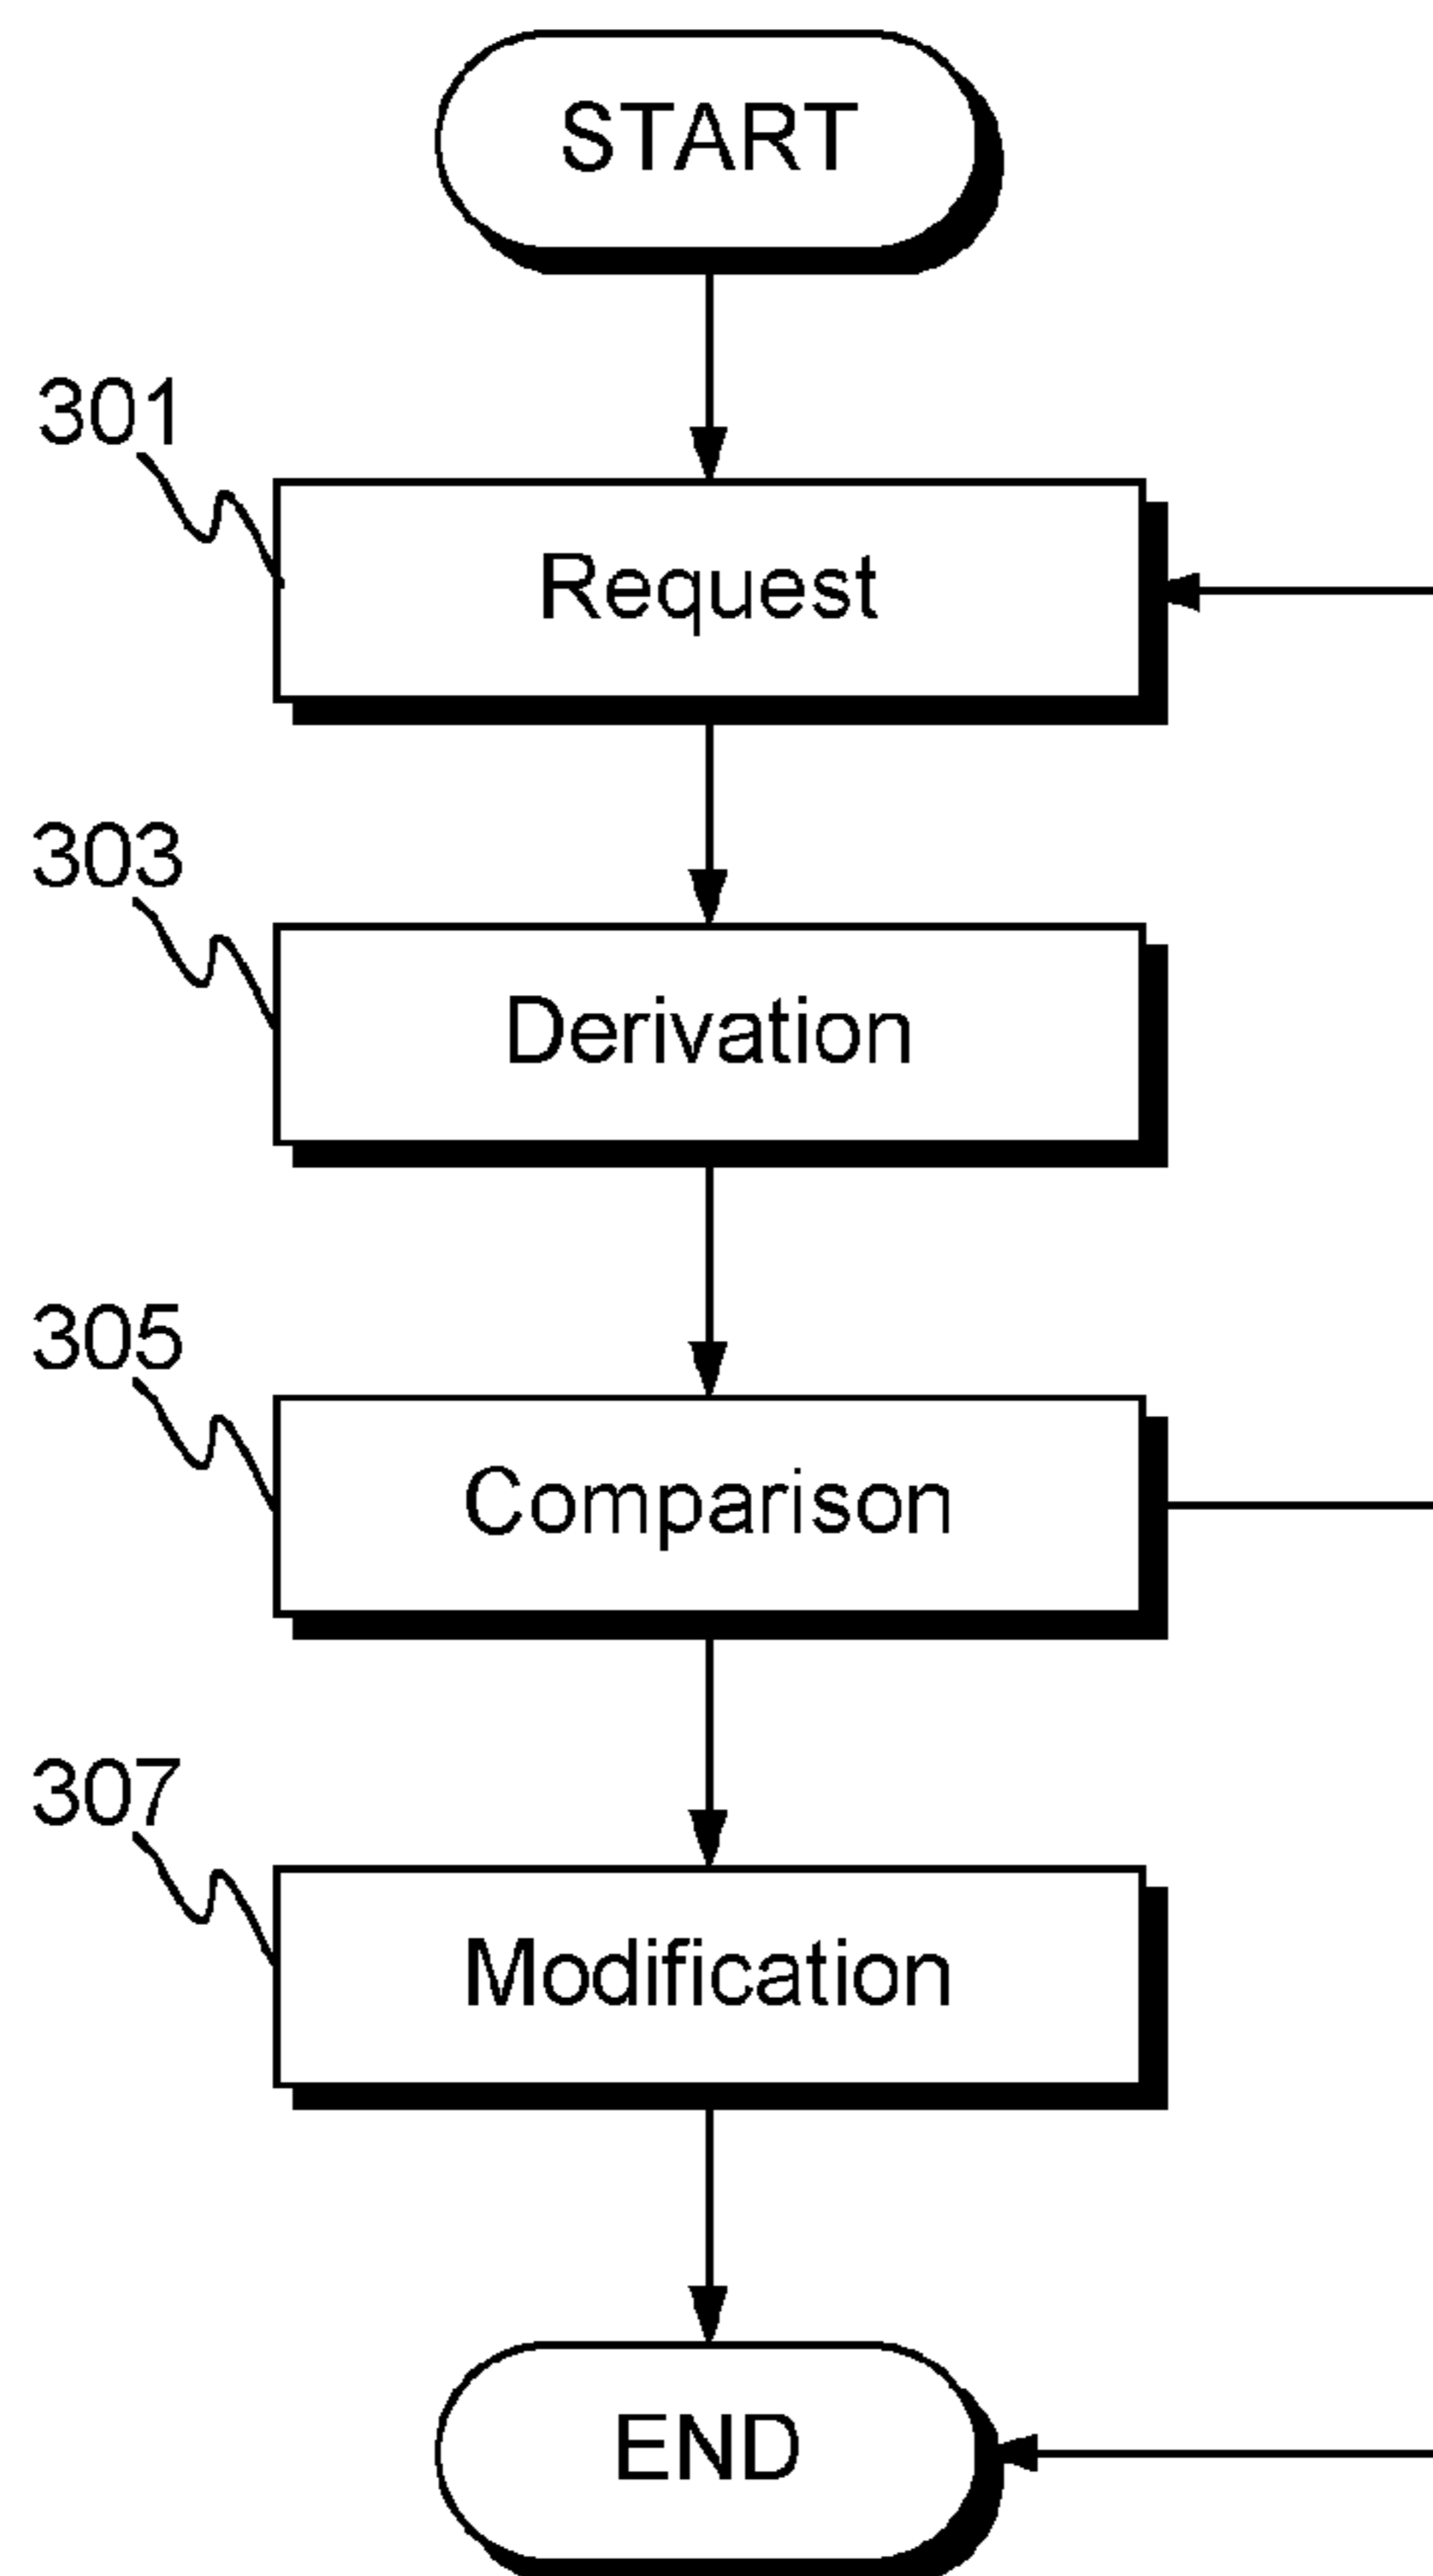 START
301
Request
303
Derivation
305
Comparison
307
Modification
END